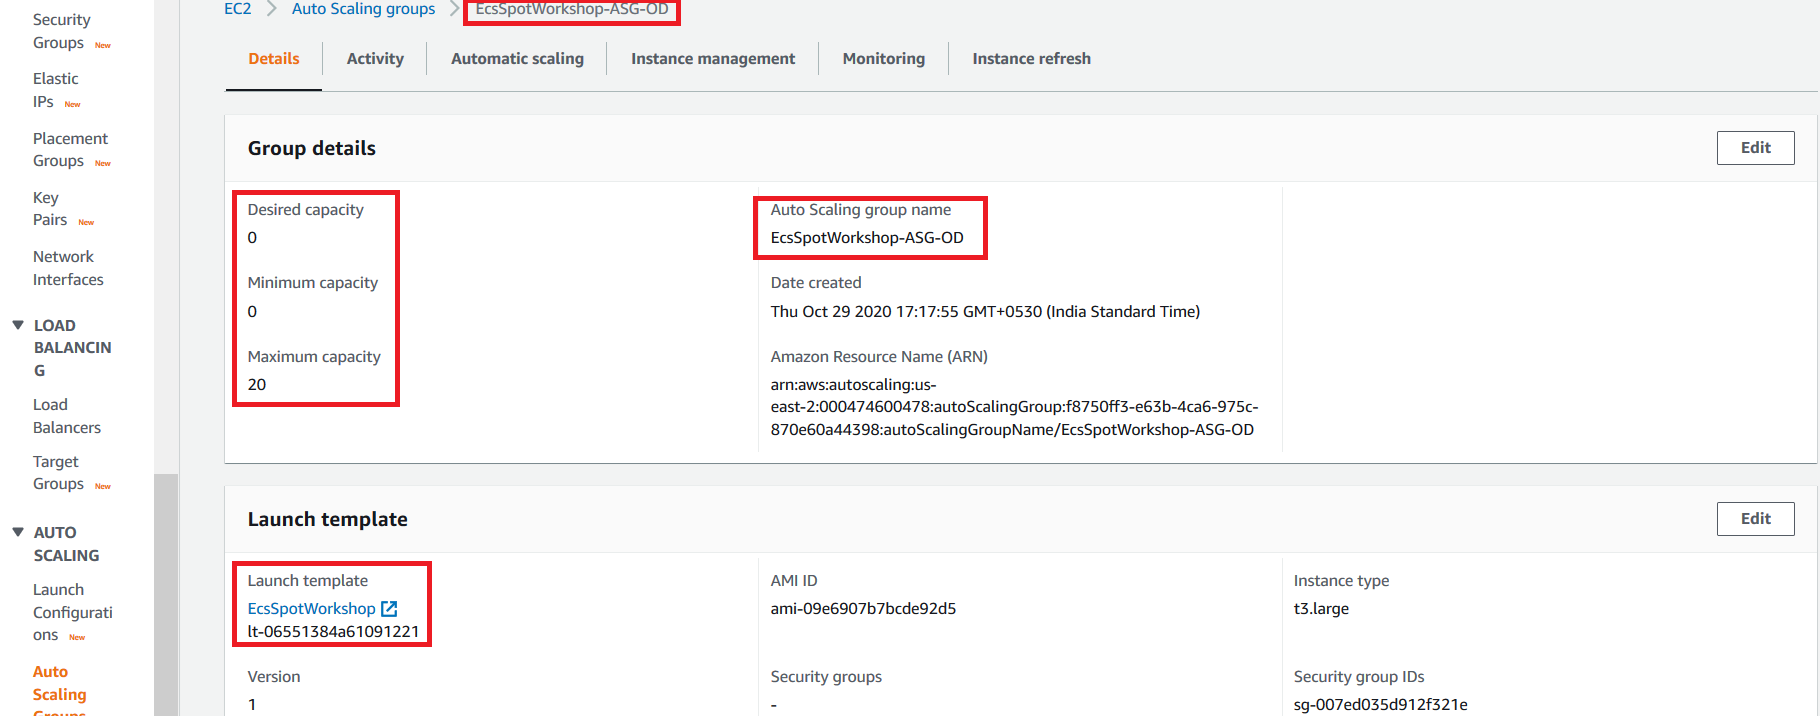 Security
Groups New
Elastic
IPs New
Placement
Groups New
Key
Pairs New
Network
Interfaces
LOAD
BALANCIN
G
Load
Balancers
Target
Groups New
AUTO
SCALING
Launch
Configurati
ons New
Auto
Scaling
Groups
EC2 > Auto Scaling groups > EcsSpotWorkshop-ASG-OD
Details Activity Automatic scaling Instance management Monitoring Instance refresh
Group details Edit
Desired capacity
0
Minimum capacity
0
Maximum capacity
20
Auto Scaling group name
EcsSpotWorkshop-ASG-OD
Date created
Thu Oct 29 2020 17:17:55 GMT+0530 (India Standard Time)
Amazon Resource Name (ARN)
arn:aws:autoscaling:us-
east-2:000474600478:autoScalingGroup:f8750ff3-e63b-4ca6-975c-
870e60a44398:autoScalingGroupName/EcsSpotWorkshop-ASG-OD
Launch template Edit
Launch template
EcsSpotWorkshop
lt-06551384a61091221
AMI ID
ami-09e6907b7bcde92d5
Instance type
t3.large
Version
1
Security groups
-
Security group IDs
sg-007ed035d912f321e